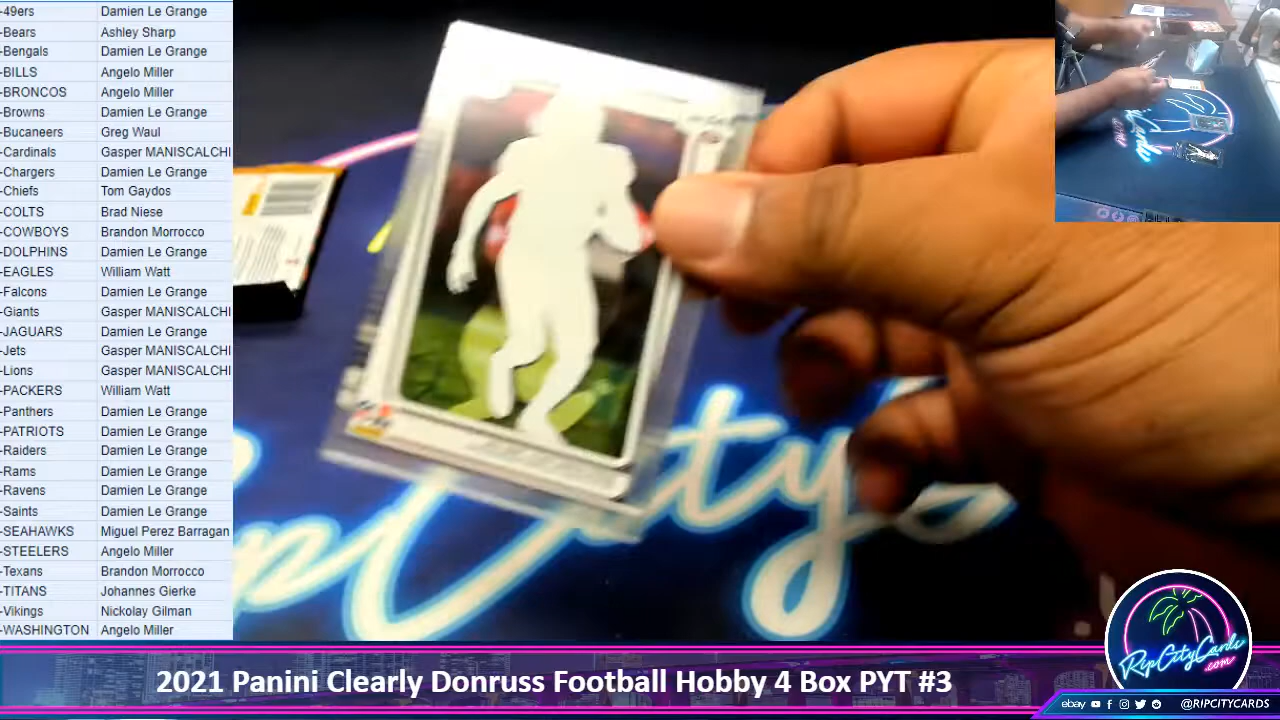 -49ers Damien Le Grange
-Bears Ashley Sharp
-Bengals Damien Le Grange
-BILLS Angelo Miller
-BRONCOS Angelo Miller
-Browns Damien Le Grange
-Bucaneers Greg Waul
-Cardinals Gasper MANISCALCHI
-Chargers Damien Le Grange
-Chiefs Tom Gaydos
-COLTS Brad Niese
-COWBOYS Brandon Morrocco
-DOLPHINS Damien Le Grange
-EAGLES William Watt
-Falcons Damien Le Grange
-Giants Gasper MANISCALCHI
-JAGUARS Damien Le Grange
-Jets Gasper MANISCALCHI
-Lions Gasper MANISCALCHI
-PACKERS William Watt
-Panthers Damien Le Grange
-PATRIOTS Damien Le Grange
-Raiders Damien Le Grange
-Rams Damien Le Grange
-Ravens Damien Le Grange
-Saints Damien Le Grange
-SEAHAWKS Miguel Perez Barragan
-STEELERS Angelo Miller
-Texans Brandon Morrocco
-TITANS Johannes Gierke
-Vikings Nickolay Gilman
-WASHINGTON Angelo Miller
RipCityCards
.com
2021 Panini Clearly Donruss Football Hobby 4 Box PYT #3
ebay @RIPCITYCARDS